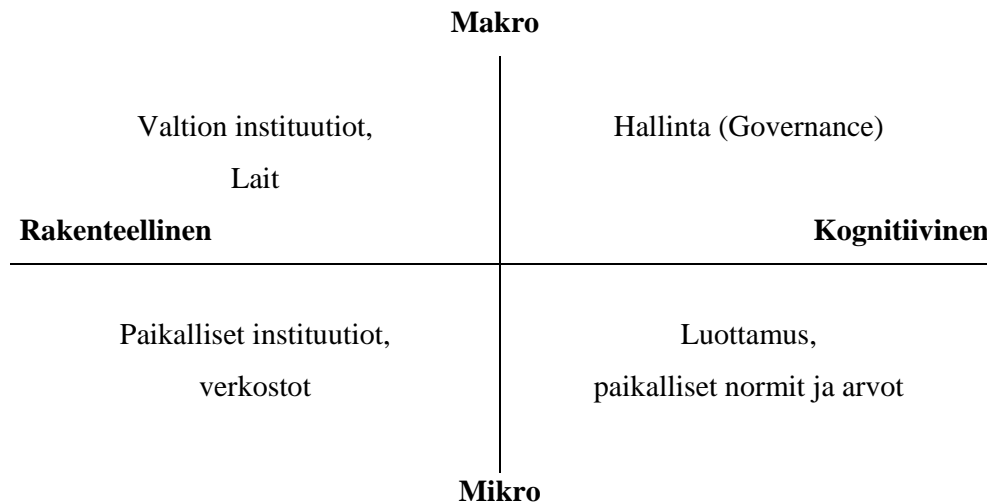 Makro
Valtion instituutiot,
Lait
Hallinta (Governance)
Rakenteellinen
Kognitiivinen
Paikalliset instituutiot,
verkostot
Luottamus,
paikalliset normit ja arvot
Mikro